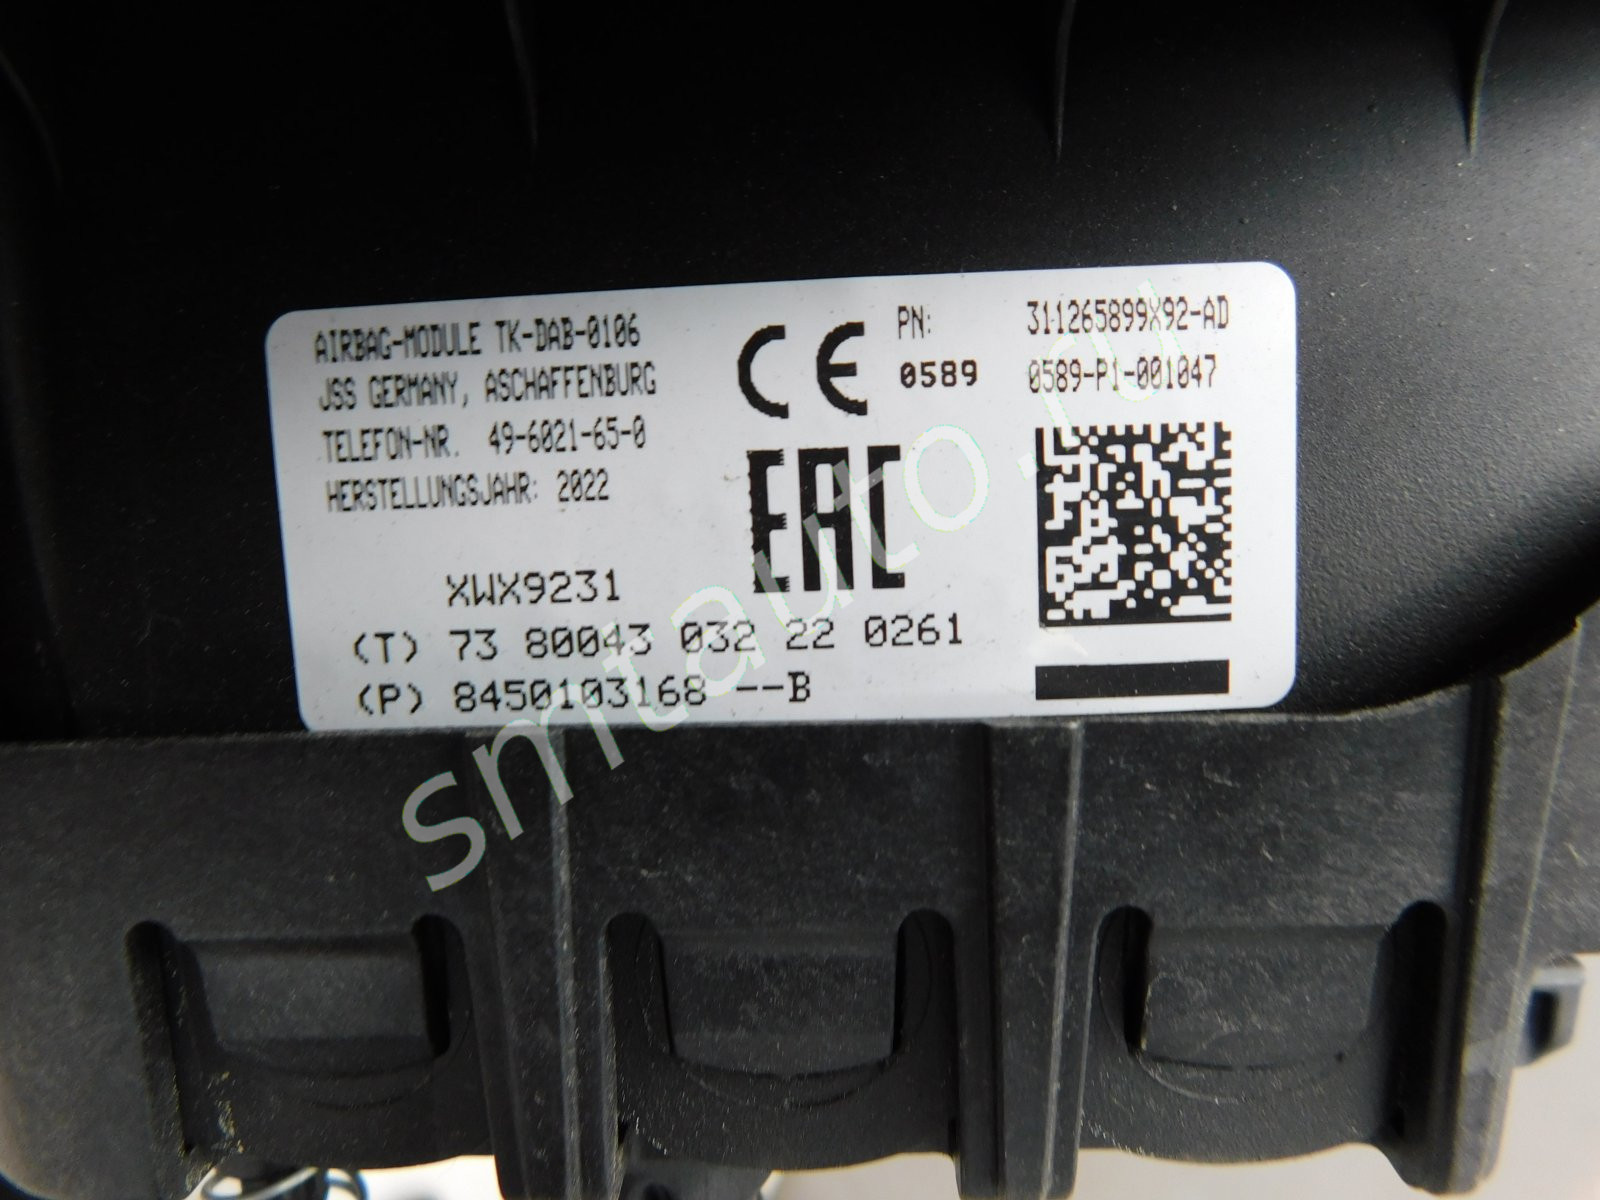 AIRBAG-MODULE TK-DAB-0106
JSS GERMANY, ASCHAFFENBURG
TELEFON-NR. 49-6021-65-0
HERSTELLUNGSJAHR: 2022
CE
PN: 311265899X92-AD
0589 0589-P1-001047
EAC
XWX9231
(T) 73 80043 032 22 0261
(P) 8450103168 --B
smtauto.ru